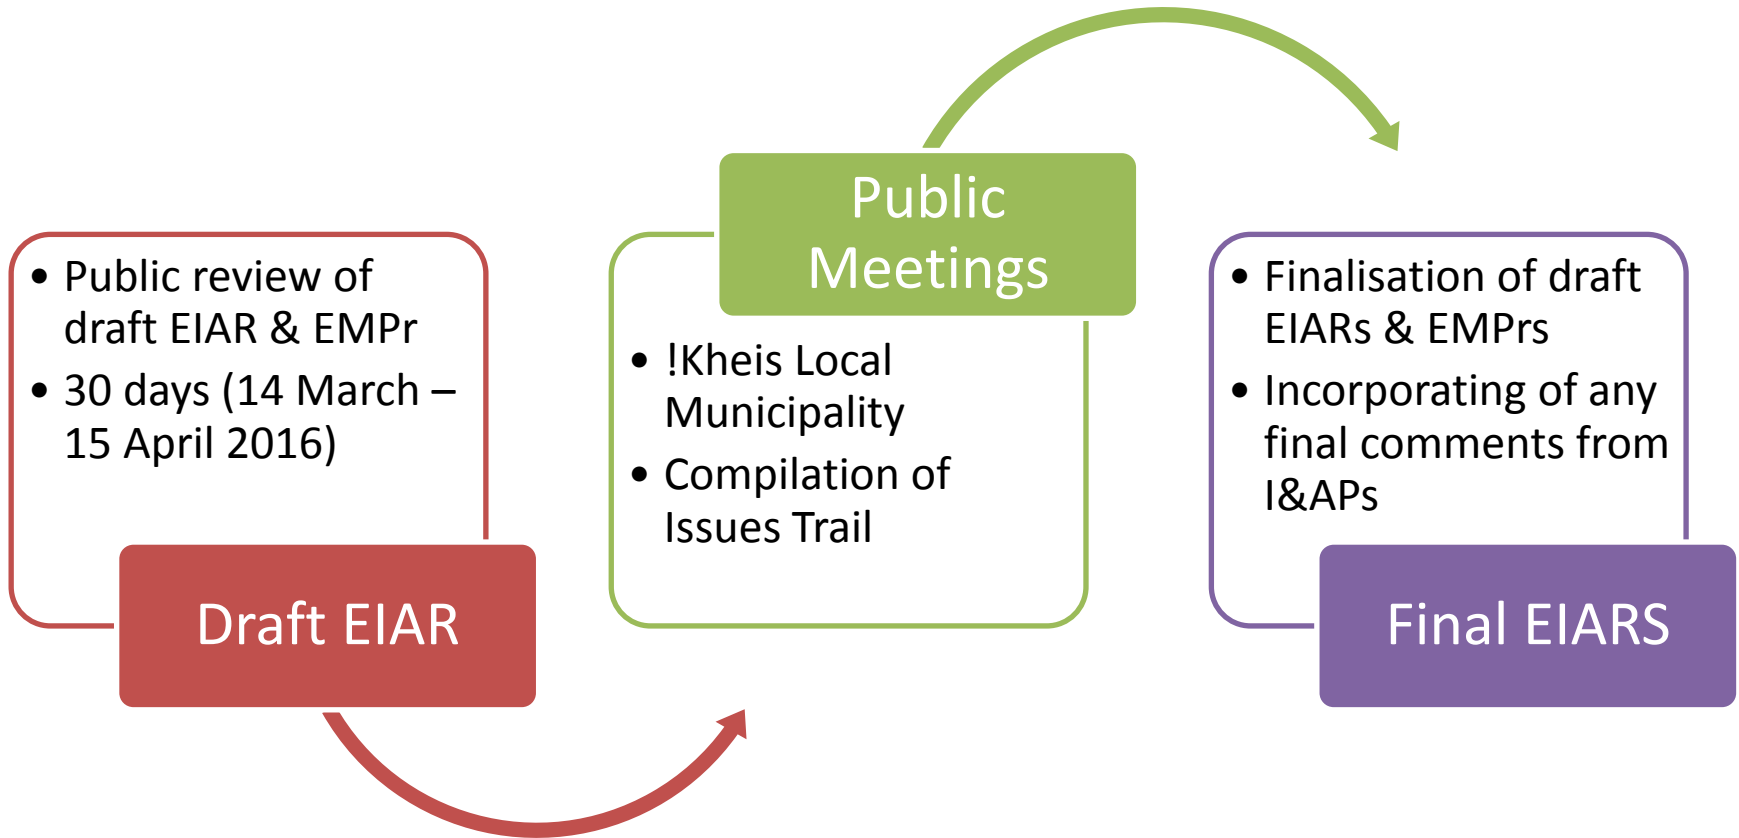 • Public review of
draft EIAR & EMPr
• 30 days (14 March –
15 April 2016)
Draft EIAR
Public
Meetings
• !Kheis Local
Municipality
• Compilation of
Issues Trail
• Finalisation of draft
EIARs & EMPrs
• Incorporating of any
final comments from
I&APs
Final EIARS